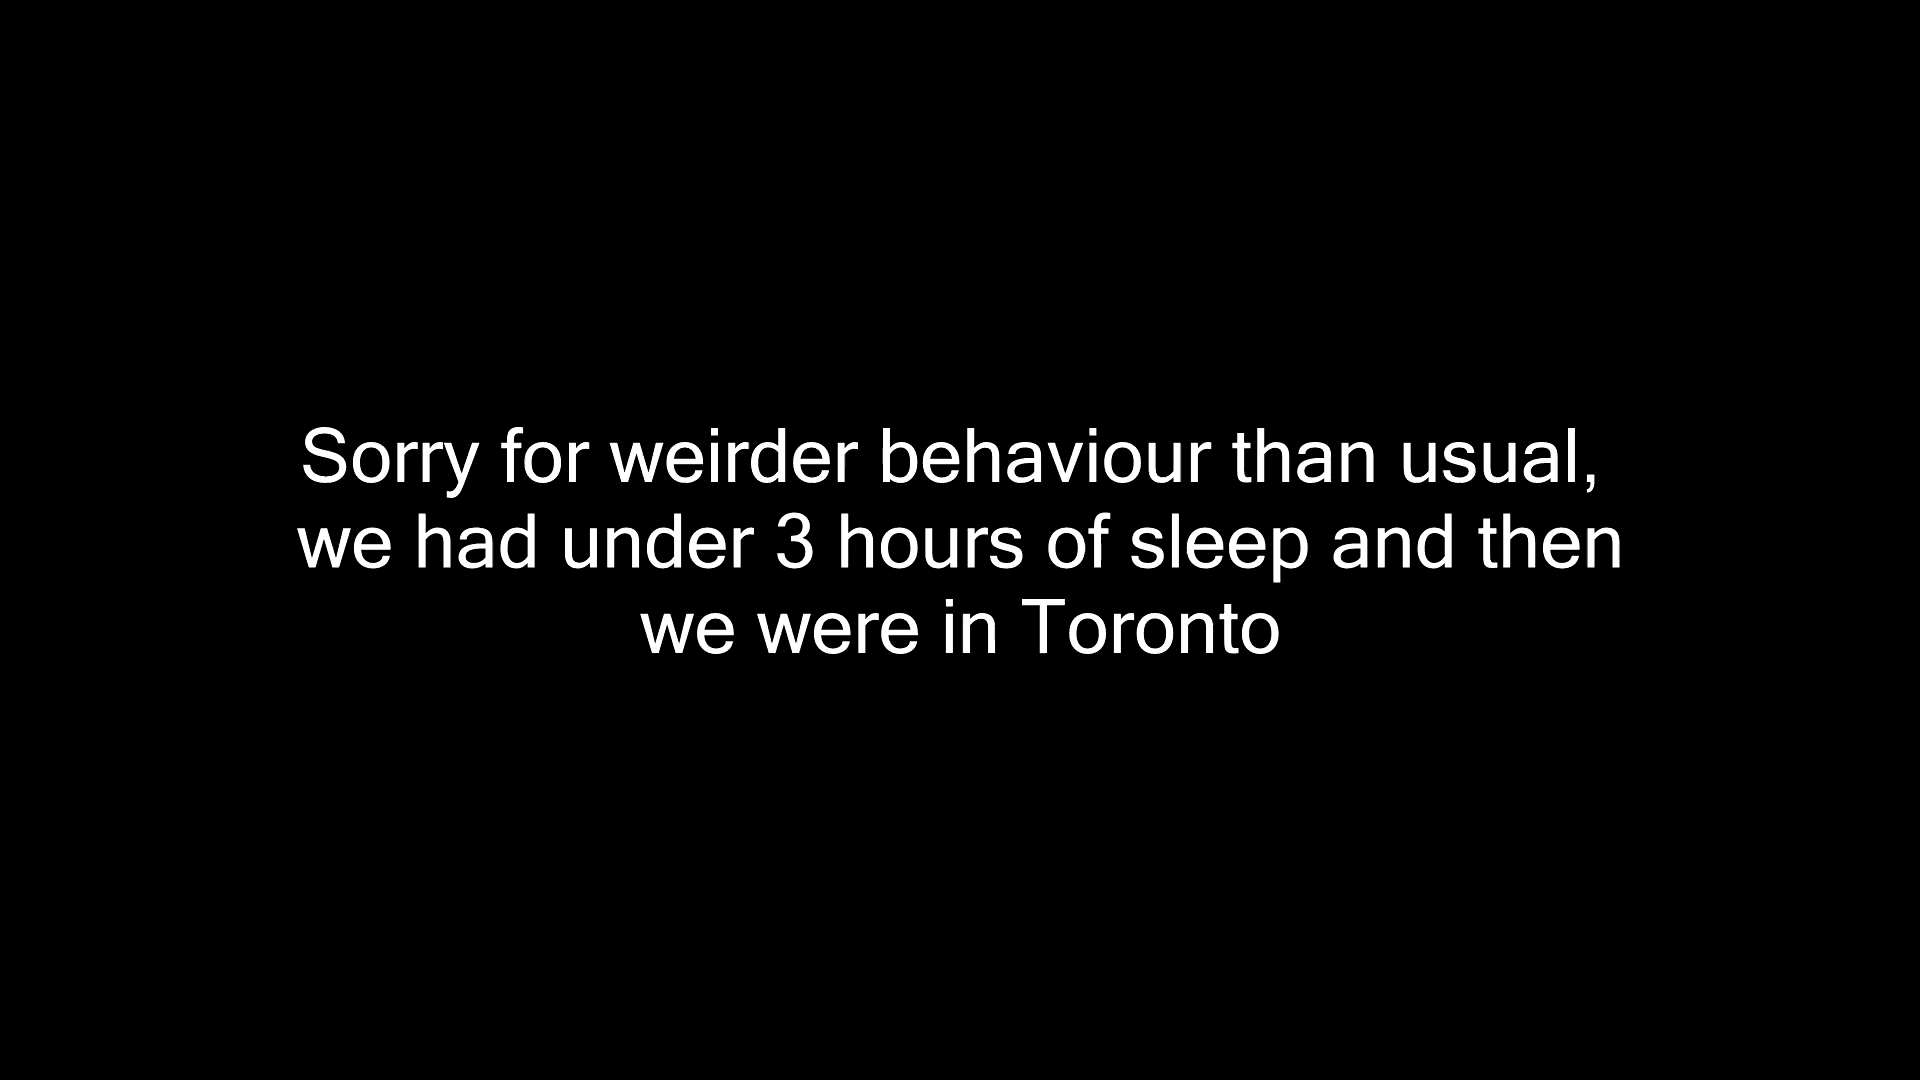 Sorry for weirder behaviour than usual,
we had under 3 hours of sleep and then
we were in Toronto